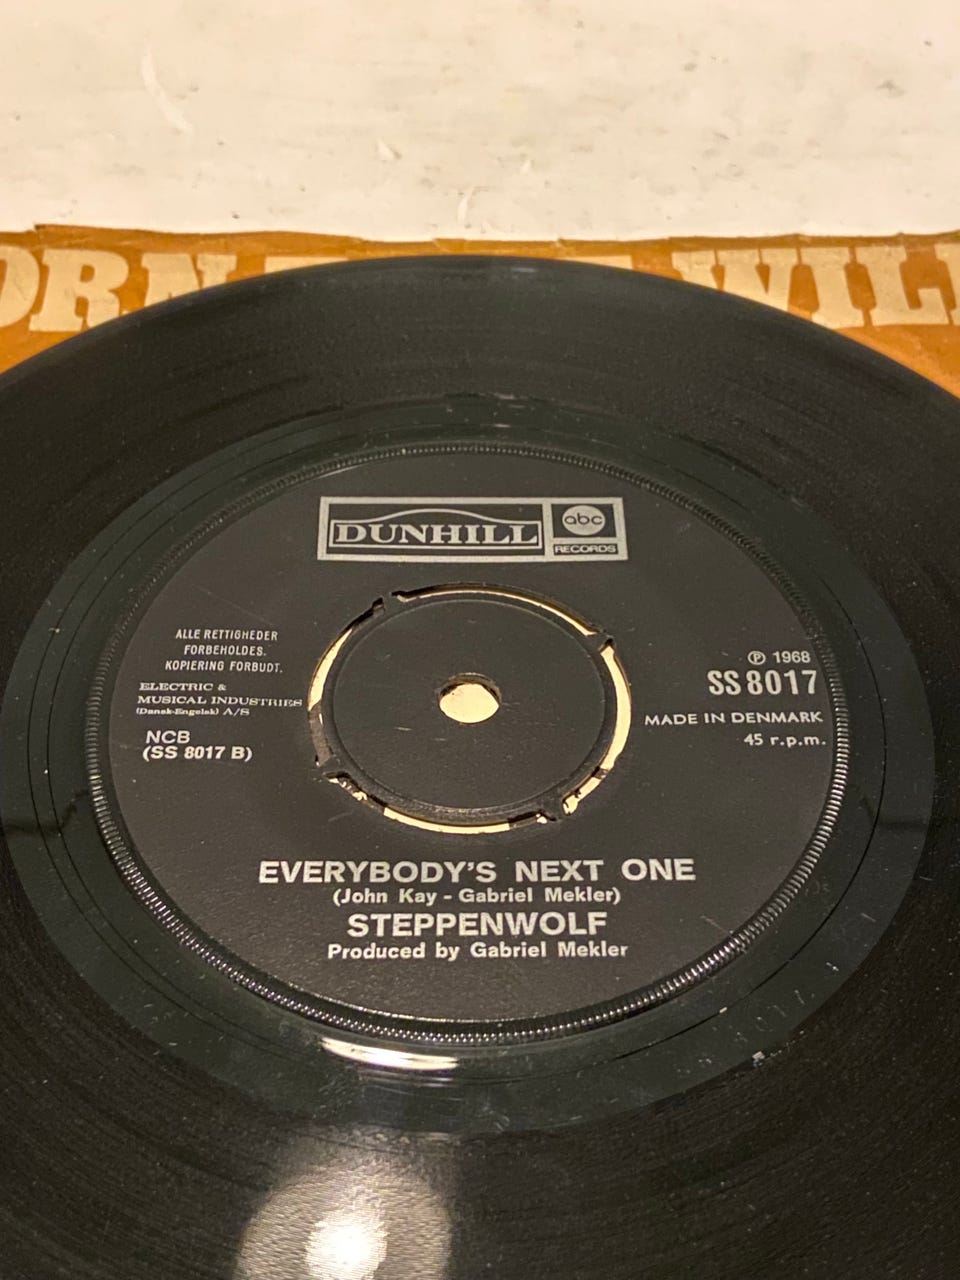 WIL
DUNHILL
abc
RECORDS
ALLE RETTIGHEDER
FORBEHOLDES.
KOPIERING FORBUDT.
ELECTRIC &
MUSICAL INDUSTRIES
(Dansk-Engelsk) A/S
NCB
(SS 8017 B)
℗ 1968
SS 8017
MADE IN DENMARK
45 r.p.m.
EVERYBODY'S NEXT ONE
(John Kay - Gabriel Mekler)
STEPPENWOLF
Produced by Gabriel Mekler